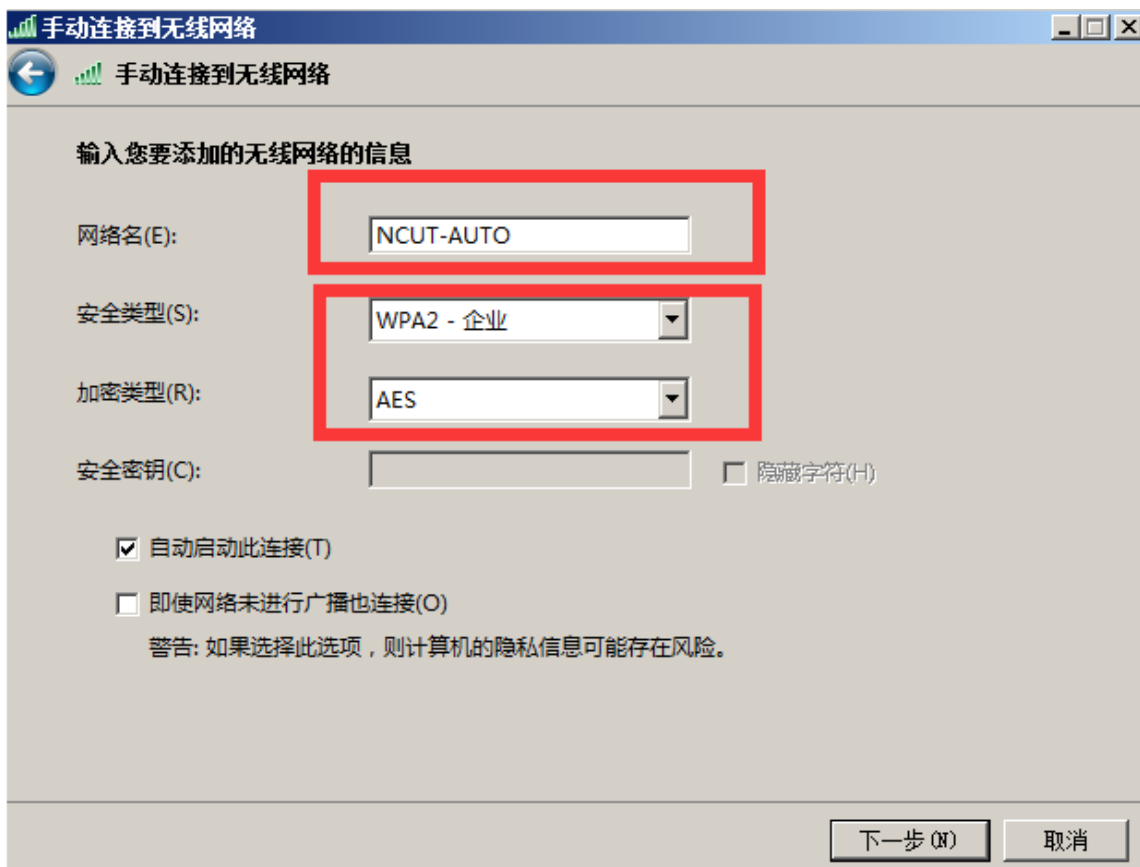 手动连接到无线网络
手动连接到无线网络
输入您要添加的无线网络的信息
网络名(E):
NCUT-AUTO
安全类型(S):
WPA2 - 企业
加密类型(R):
AES
安全密钥(C):
隐藏字符(H)
自动启动此连接(T)
即使网络未进行广播也连接(O)
警告: 如果选择此选项，则计算机的隐私信息可能存在风险。
下一步(N)
取消